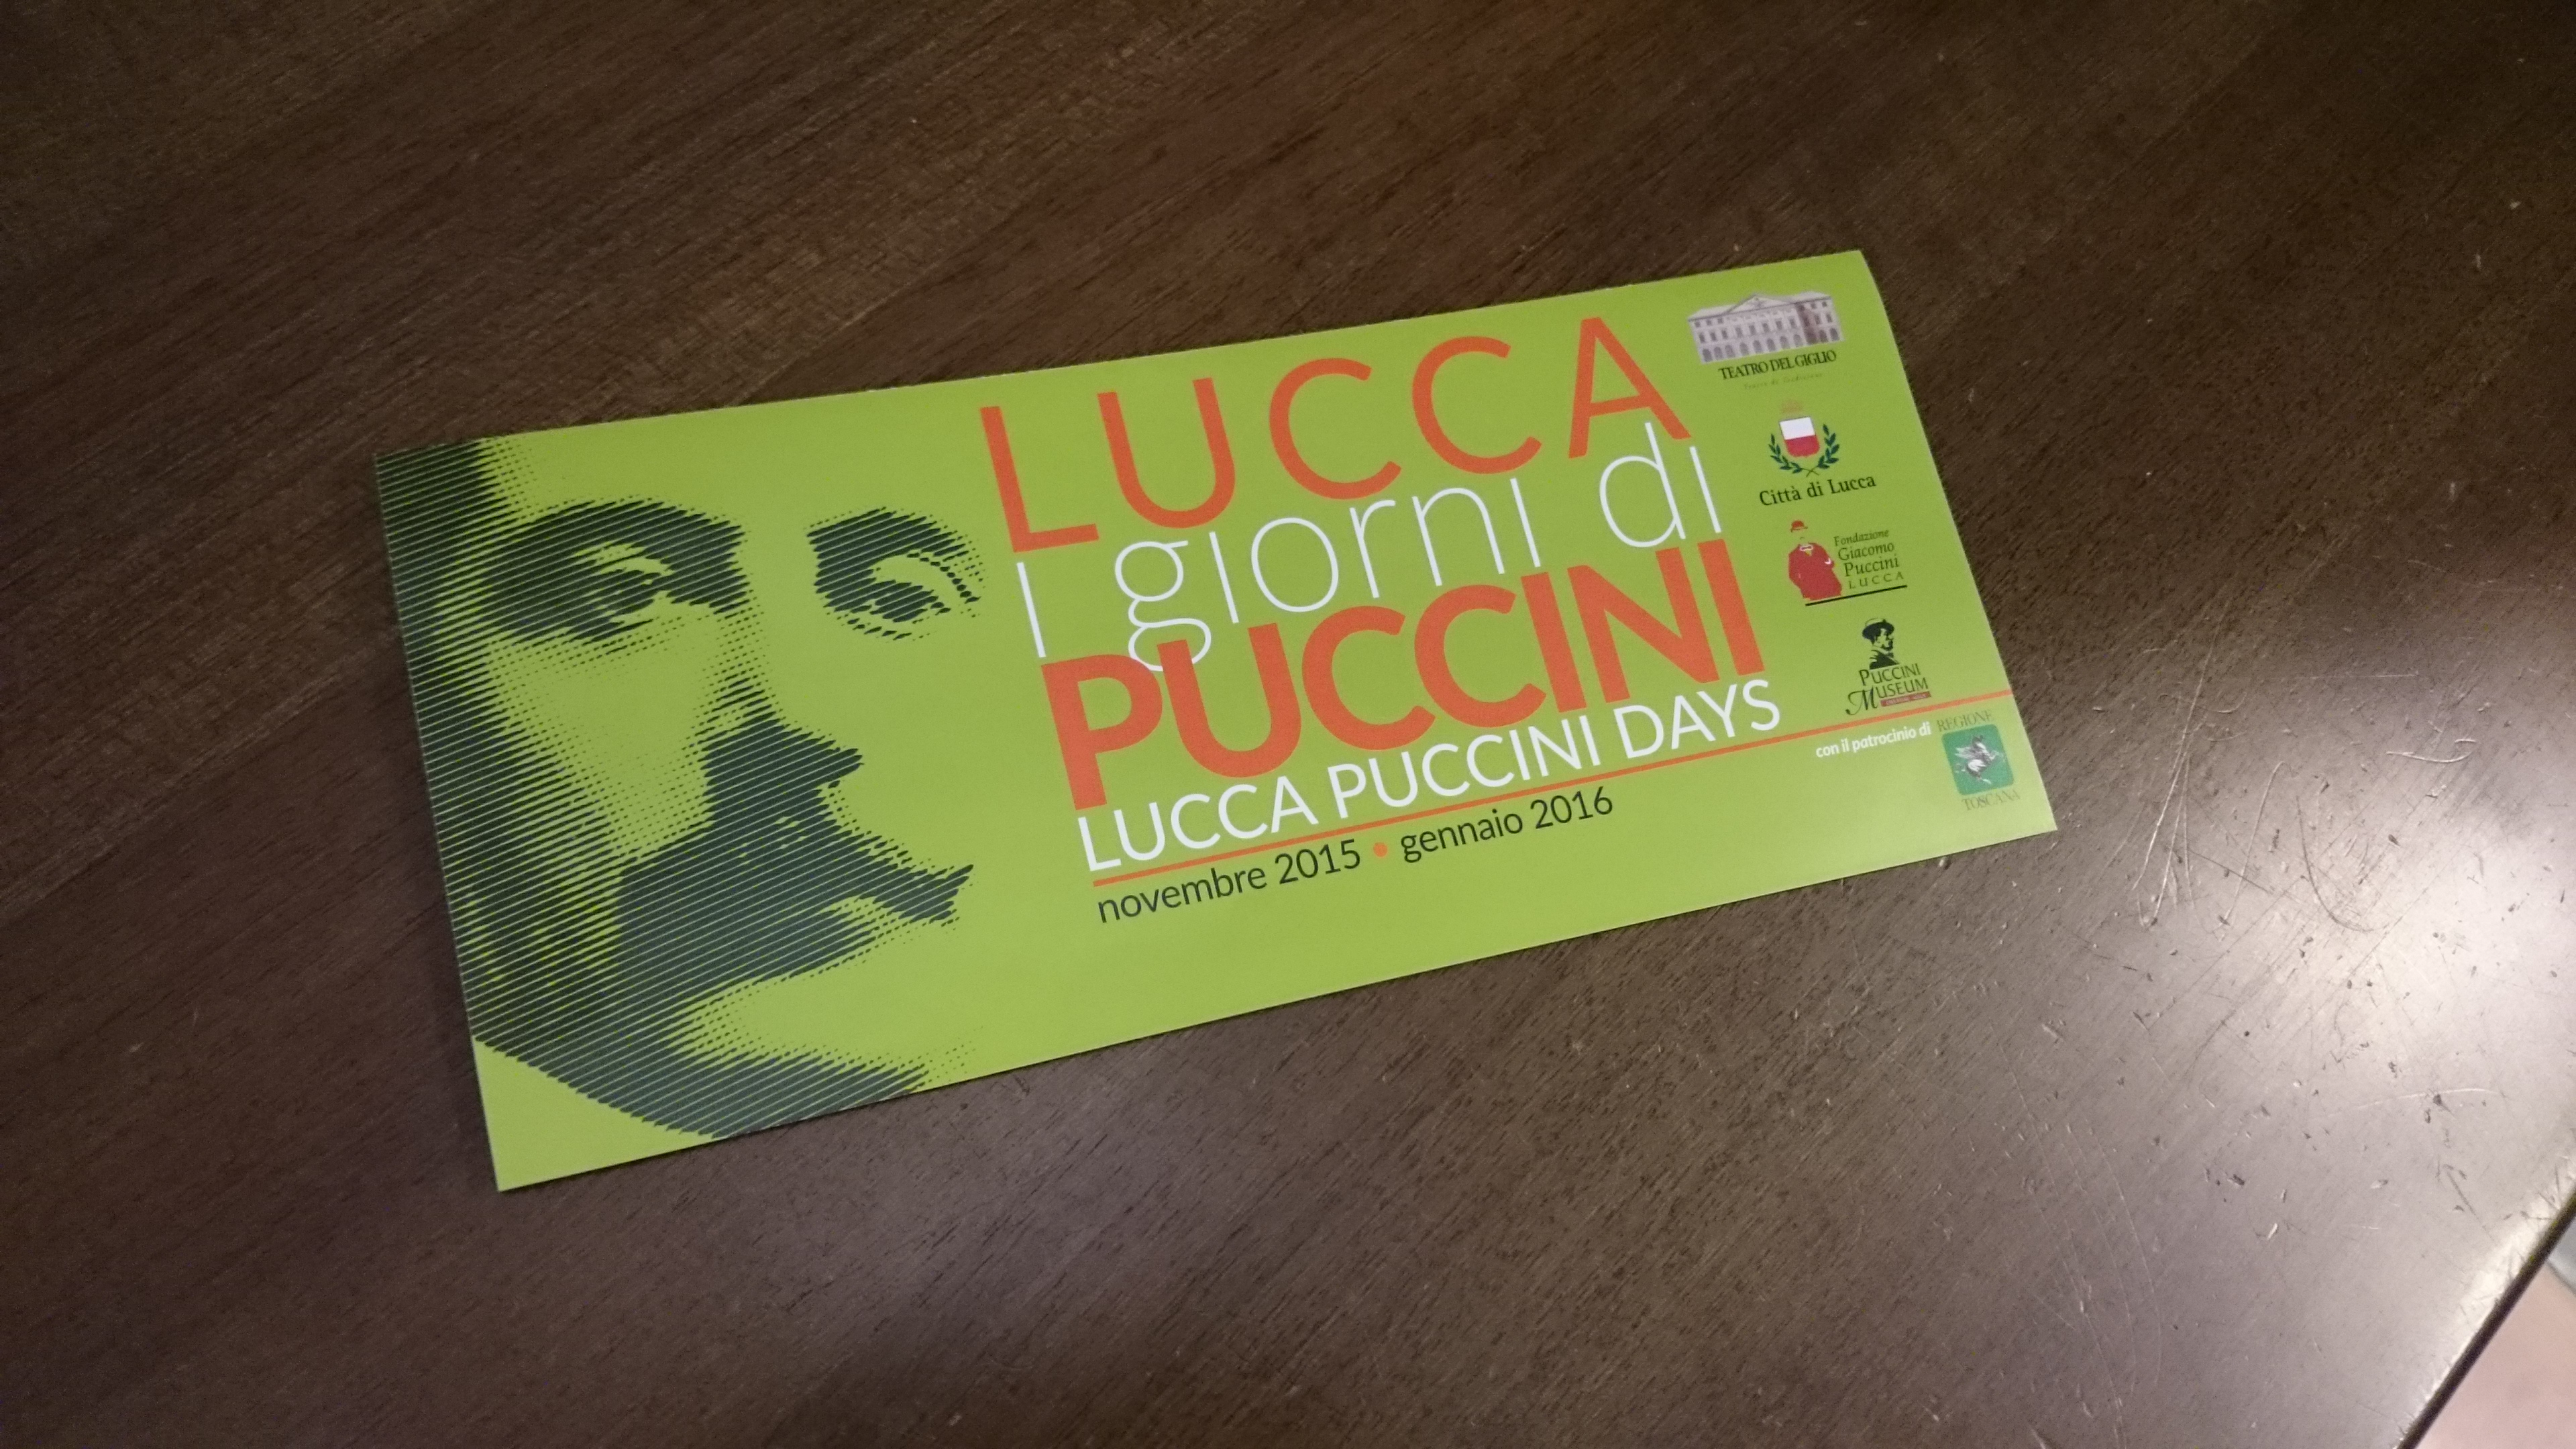 LUCCA
i giorni di
PUCCINI
LUCCA PUCCINI DAYS
novembre 2015 • gennaio 2016
TEATRO DEL GIGLIO
Città di Lucca
Fondazione
Giacomo
Puccini
LUCCA
PUCCINI
MUSEUM
con il patrocinio di
REGIONE
TOSCANA